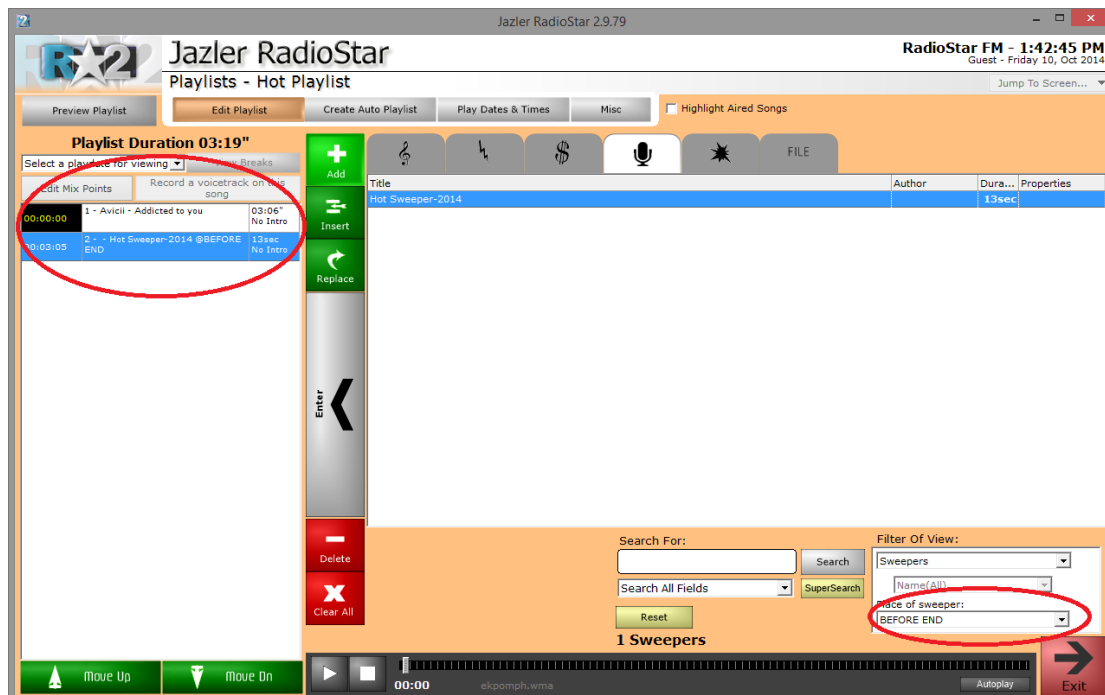 Jazler RadioStar 2.9.79
R 2
Jazler RadioStar
RadioStar FM - 1:42:45 PM
Guest - Friday 10, Oct 2014
Playlists - Hot Playlist
Jump To Screen...
Preview Playlist
Edit Playlist
Create Auto Playlist
Play Dates & Times
Misc
Highlight Aired Songs
Playlist Duration 03:19"
Select a playdate for viewing
View Breaks
Edit Mix Points
Record a voicetrack on this
song
00:00:00
1 - Avicii - Addicted to you
03:06"
No Intro
00:03:05
2 - - Hot Sweeper-2014 @BEFORE
END
13sec
No Intro
Add
Insert
Replace
Enter
Delete
Clear All
FILE
Title
Author
Dura...
Properties
Hot Sweeper-2014
13sec
Search For:
Search
Search All Fields
SuperSearch
Reset
1 Sweepers
Filter Of View:
Sweepers
Name(All)
Place of sweeper:
BEFORE END
Move Up
Move Dn
00:00
ekpomph.wma
Autoplay
Exit